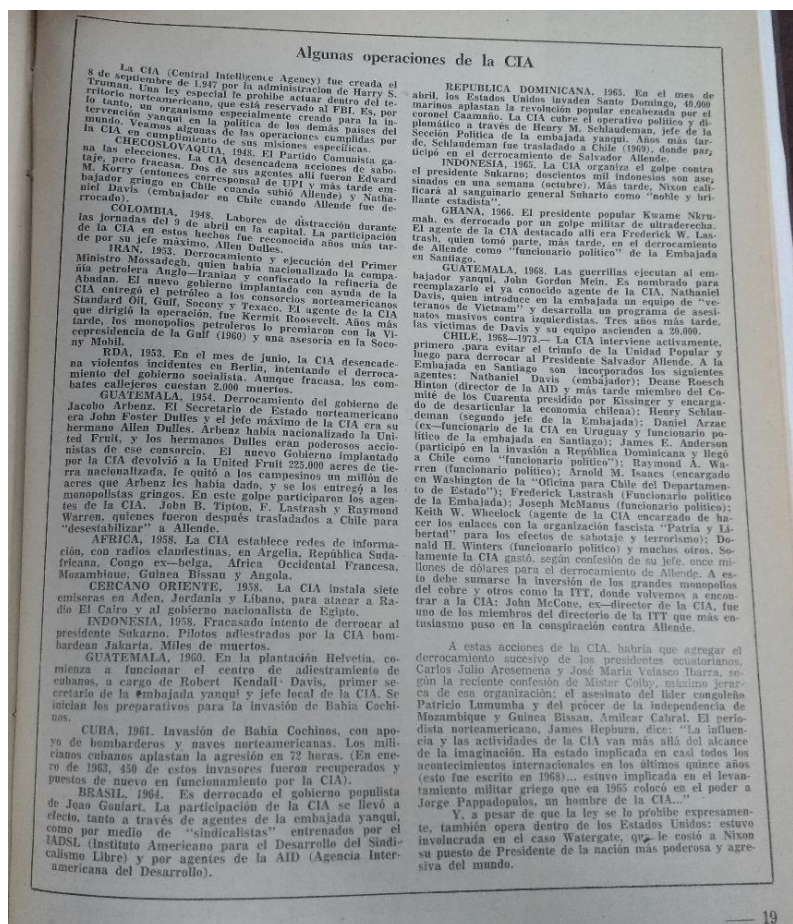 Algunas operaciones de la CIA
La CIA (Central Intelligence Agency) fue creada el
8 de septiembre de 1.947 por la administración de Harry S.
Truman. Una ley especial le prohibe actuar dentro del te-
rritorio norteamericano, que está reservado al FBI. Es, por
lo tanto, un organismo especialmente creado para la in-
tervención yanqui en la política de los demás países del
mundo. Veamos algunas de las operaciones cumplidas por
la CIA en cumplimiento de sus misiones específicas.
CHECOSLOVAQUIA, 1948. El Partido Comunista ga-
na las elecciones. La CIA desencadena acciones de sabo-
taje, pero fracasa. Dos de sus agentes allí fueron Edward
M. Korry (entonces corresponsal de UPI y más tarde em-
bajador gringo en Chile cuando subió Allende) y Natha-
niel Davis (embajador en Chile cuando Allende fue de-
rrocado).
COLOMBIA, 1948. Labores de distracción durante
las jornadas del 9 de abril en la capital. La participación
de la CIA en estos hechos fue reconocida años más tar-
de por su jefe máximo, Allen Dulles.
IRAN, 1953. Derrocamiento y ejecución del Primer
Ministro Mossadegh, quien había nacionalizado la compa-
ñía petrolera Anglo—Iranian y confiscado la refinería de
Abadan. El nuevo gobierno implantado con ayuda de la
CIA entregó el petróleo a los consorcios norteamericanos
Standard Oil, Gulf, Socony y Texaco. El agente de la CIA
que dirigió la operación, fue Kermit Roosevelt. Años más
tarde, los monopolios petroleros lo premiaron con la Vi-
cepresidencia de la Gulf (1960) y una asesoría en la Soco-
ny Mobil.
RDA, 1953. En el mes de junio, la CIA desencade-
na violentos incidentes en Berlín, intentando el derroca-
miento del gobierno socialista. Aunque fracasa, los com-
bates callejeros cuestan 2.000 muertos.
GUATEMALA, 1954. Derrocamiento del gobierno de
Jacobo Arbenz. El Secretario de Estado norteamericano
era John Foster Dulles y el jefe máximo de la CIA era su
hermano Allen Dulles. Arbenz había nacionalizado la Uni-
ted Fruit, y los hermanos Dulles eran poderosos accio-
nistas de ese consorcio. El nuevo Gobierno implantado
por la CIA devolvió a la United Fruit 225.000 acres de tie-
rra nacionalizada, le quitó a los campesinos un millón de
acres que Arbenz les había dado, y se los entregó a los
monopolistas gringos. En este golpe participaron los agen-
tes de la CIA. John B. Tipton, F. Lastrash y Raymond
Warren, quienes fueron después trasladados a Chile para
“desestabilizar” a Allende.
AFRICA, 1958. La CIA establece redes de informa-
ción, con radios clandestinas, en Argelia, República Suda-
fricana, Congo ex—belga, Africa Occidental Francesa,
Mozambique, Guinea Bissau y Angola.
CERCANO ORIENTE, 1958. La CIA instala siete
emisoras en Aden, Jordania y Líbano, para atacar a Ra-
dio El Cairo y al gobierno nacionalista de Egipto.
INDONESIA, 1958. Fracasado intento de derrocar al
presidente Sukarno. Pilotos adiestrados por la CIA bom-
bardean Jakarta. Miles de muertos.
GUATEMALA, 1960. En la plantación Helvetia, co-
mienza a funcionar el centro de adiestramiento de
cubanos, a cargo de Robert Kendall Davis, primer se-
cretario de la embajada yanqui y jefe local de la CIA. Se
inician los preparativos para la invasión de Bahía Cochi-
nos.
CUBA, 1961. Invasión de Bahía Cochinos, con apo-
yo de bombarderos y naves norteamericanas. Los mili-
cianos cubanos aplastan la agresión en 72 horas. (En ene-
ro de 1963, 450 de estos invasores fueron recuperados y
puestos de nuevo en funcionamiento por la CIA).
BRASIL, 1964. Es derrocado el gobierno populista
de Joao Goulart. La participación de la CIA se llevó a
efecto, tanto a través de agentes de la embajada yanqui,
como por medio de “sindicalistas” entrenados por el
IADSL (Instituto Americano para el Desarrollo del Sindi-
calismo Libre) y por agentes de la AID (Agencia Inter-
americana del Desarrollo).
REPUBLICA DOMINICANA, 1965. En el mes de
abril, los Estados Unidos invaden Santo Domingo, 40.000
marinos aplastan la revolución popular encabezada por el
coronel Caamaño. La CIA cubre el operativo político y di-
plomático a través de Henry M. Schlaudeman, jefe de la
Sección Política de la embajada yanqui. Años más tar-
de, Schlaudeman fue trasladado a Chile (1969), donde par-
ticipó en el derrocamiento de Salvador Allende.
INDONESIA, 1965. La CIA organiza el golpe contra
el presidente Sukarno; doscientos mil indonesios son ase-
sinados en una semana (octubre). Más tarde, Nixon cali-
ficará al sanguinario general Suharto como “noble y bri-
llante estadista”.
GHANA, 1966. El presidente popular Kwame Nkru-
mah, es derrocado por un golpe militar de ultraderecha.
El agente de la CIA destacado allí era Frederick W. Las-
trash, quien tomó parte, más tarde, en el derrocamiento
de Allende como “funcionario político” de la Embajada
en Santiago.
GUATEMALA, 1968. Las guerrillas ejecutan al em-
bajador yanqui, John Gordon Mein. Es nombrado para
reemplazarlo el ya conocido agente de la CIA, Nathaniel
Davis, quien introduce en la embajada un equipo de “ve-
teranos de Vietnam” y desarrolla un programa de asesi-
natos masivos contra izquierdistas. Tres años más tarde,
las víctimas de Davis y su equipo ascienden a 20.000.
CHILE, 1968—1973.— La CIA interviene activamente,
primero ,para evitar el triunfo de la Unidad Popular y
luego para derrocar al Presidente Salvador Allende. A la
Embajada en Santiago son incorporados los siguientes
agentes: Nathaniel Davis (embajador); Deane Roesch
Hinton (director de la AID y más tarde miembro del Co-
mité de los Cuarenta presidido por Kissinger y encarga-
do de desarticular la economía chilena); Henry Schlau-
deman (segundo jefe de la Embajada); Daniel Arzac
(ex—funcionario de la CIA en Uruguay y funcionario po-
lítico de la embajada en Santiago); James E. Anderson
(participó en la invasión a República Dominicana y llegó
a Chile como “funcionario político”); Raymond A. Wa-
rren (funcionario político); Arnold M. Isaacs (encargado
en Washington de la “Oficina para Chile del Departamen-
to de Estado”); Frederick Lastrash (Funcionario político
de la Embajada); Joseph McManus (funcionario político);
Keith W. Wheelock (agente de la CIA encargado de ha-
cer los enlaces con la organización fascista “Patria y Li-
bertad” para los efectos de sabotaje y terrorismo); Do-
nald H. Winters (funcionario político) y muchos otros. So-
lamente la CIA gastó, según confesión de su jefe, once mi-
llones de dólares para el derrocamiento de Allende. A es-
to debe sumarse la inversión de los grandes monopolios
del cobre y otros como la ITT, donde volvemos a encon-
trar a la CIA: John McCone, ex—director de la CIA, fue
uno de los miembros del directorio de la ITT que más en-
tusiasmo puso en la conspiración contra Allende.
A estas acciones de la CIA, habría que agregar el
derrocamiento sucesivo de los presidentes ecuatorianos,
Carlos Julio Arosemena y José María Velasco Ibarra, se-
gún la reciente confesión de Mister Colby, máximo jerar-
ca de esa organización; el asesinato del líder congoleño
Patricio Lumumba y del prócer de la independencia de
Mozambique y Guinea Bissau, Amílcar Cabral. El perio-
dista norteamericano, James Hepburn, dice: “La influen-
cia y las actividades de la CIA van más allá del alcance
de la imaginación. Ha estado implicada en casi todos los
acontecimientos internacionales en los últimos quince años
(esto fue escrito en 1968)... estuvo implicada en el levan-
tamiento militar griego que en 1965 colocó en el poder a
Jorge Pappadopulos, un hombre de la CIA...”
Y, a pesar de que la ley se lo prohibe expresamen-
te, también opera dentro de los Estados Unidos: estuvo
involucrada en el caso Watergate, que le costó a Nixon
su puesto de Presidente de la nación más poderosa y agre-
siva del mundo.
— 19